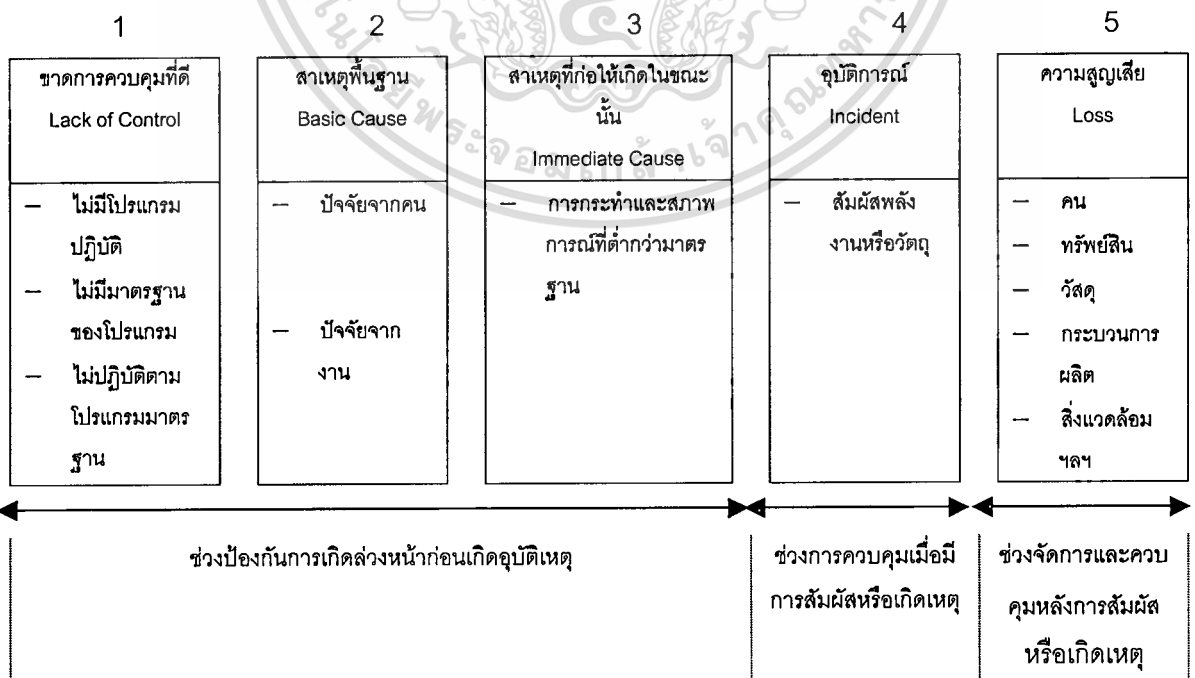 1
2
3
4
5
ขาดการควบคุมที่ดี
Lack of Control
สาเหตุพื้นฐาน
Basic Cause
สาเหตุที่ก่อให้เกิดในขณะ
นั้น
Immediate Cause
อุบัติการณ์
Incident
ความสูญเสีย
Loss
– ไม่มีโปรแกรม
ปฏิบัติ
– ไม่มีมาตรฐาน
ของโปรแกรม
– ไม่ปฏิบัติตาม
โปรแกรมมาตร
ฐาน
– ปัจจัยจากคน
– ปัจจัยจาก
งาน
– การกระทำและสภาพ
การณ์ที่ต่ำกว่ามาตร
ฐาน
– สัมผัสพลัง
งานหรือวัตถุ
– คน
– ทรัพย์สิน
– วัสดุ
– กระบวนการ
ผลิต
– สิ่งแวดล้อม
ฯลฯ
ช่วงป้องกันการเกิดล่วงหน้าก่อนเกิดอุบัติเหตุ
ช่วงการควบคุมเมื่อมี
การสัมผัสหรือเกิดเหตุ
ช่วงจัดการและควบ
คุมหลังการสัมผัส
หรือเกิดเหตุ